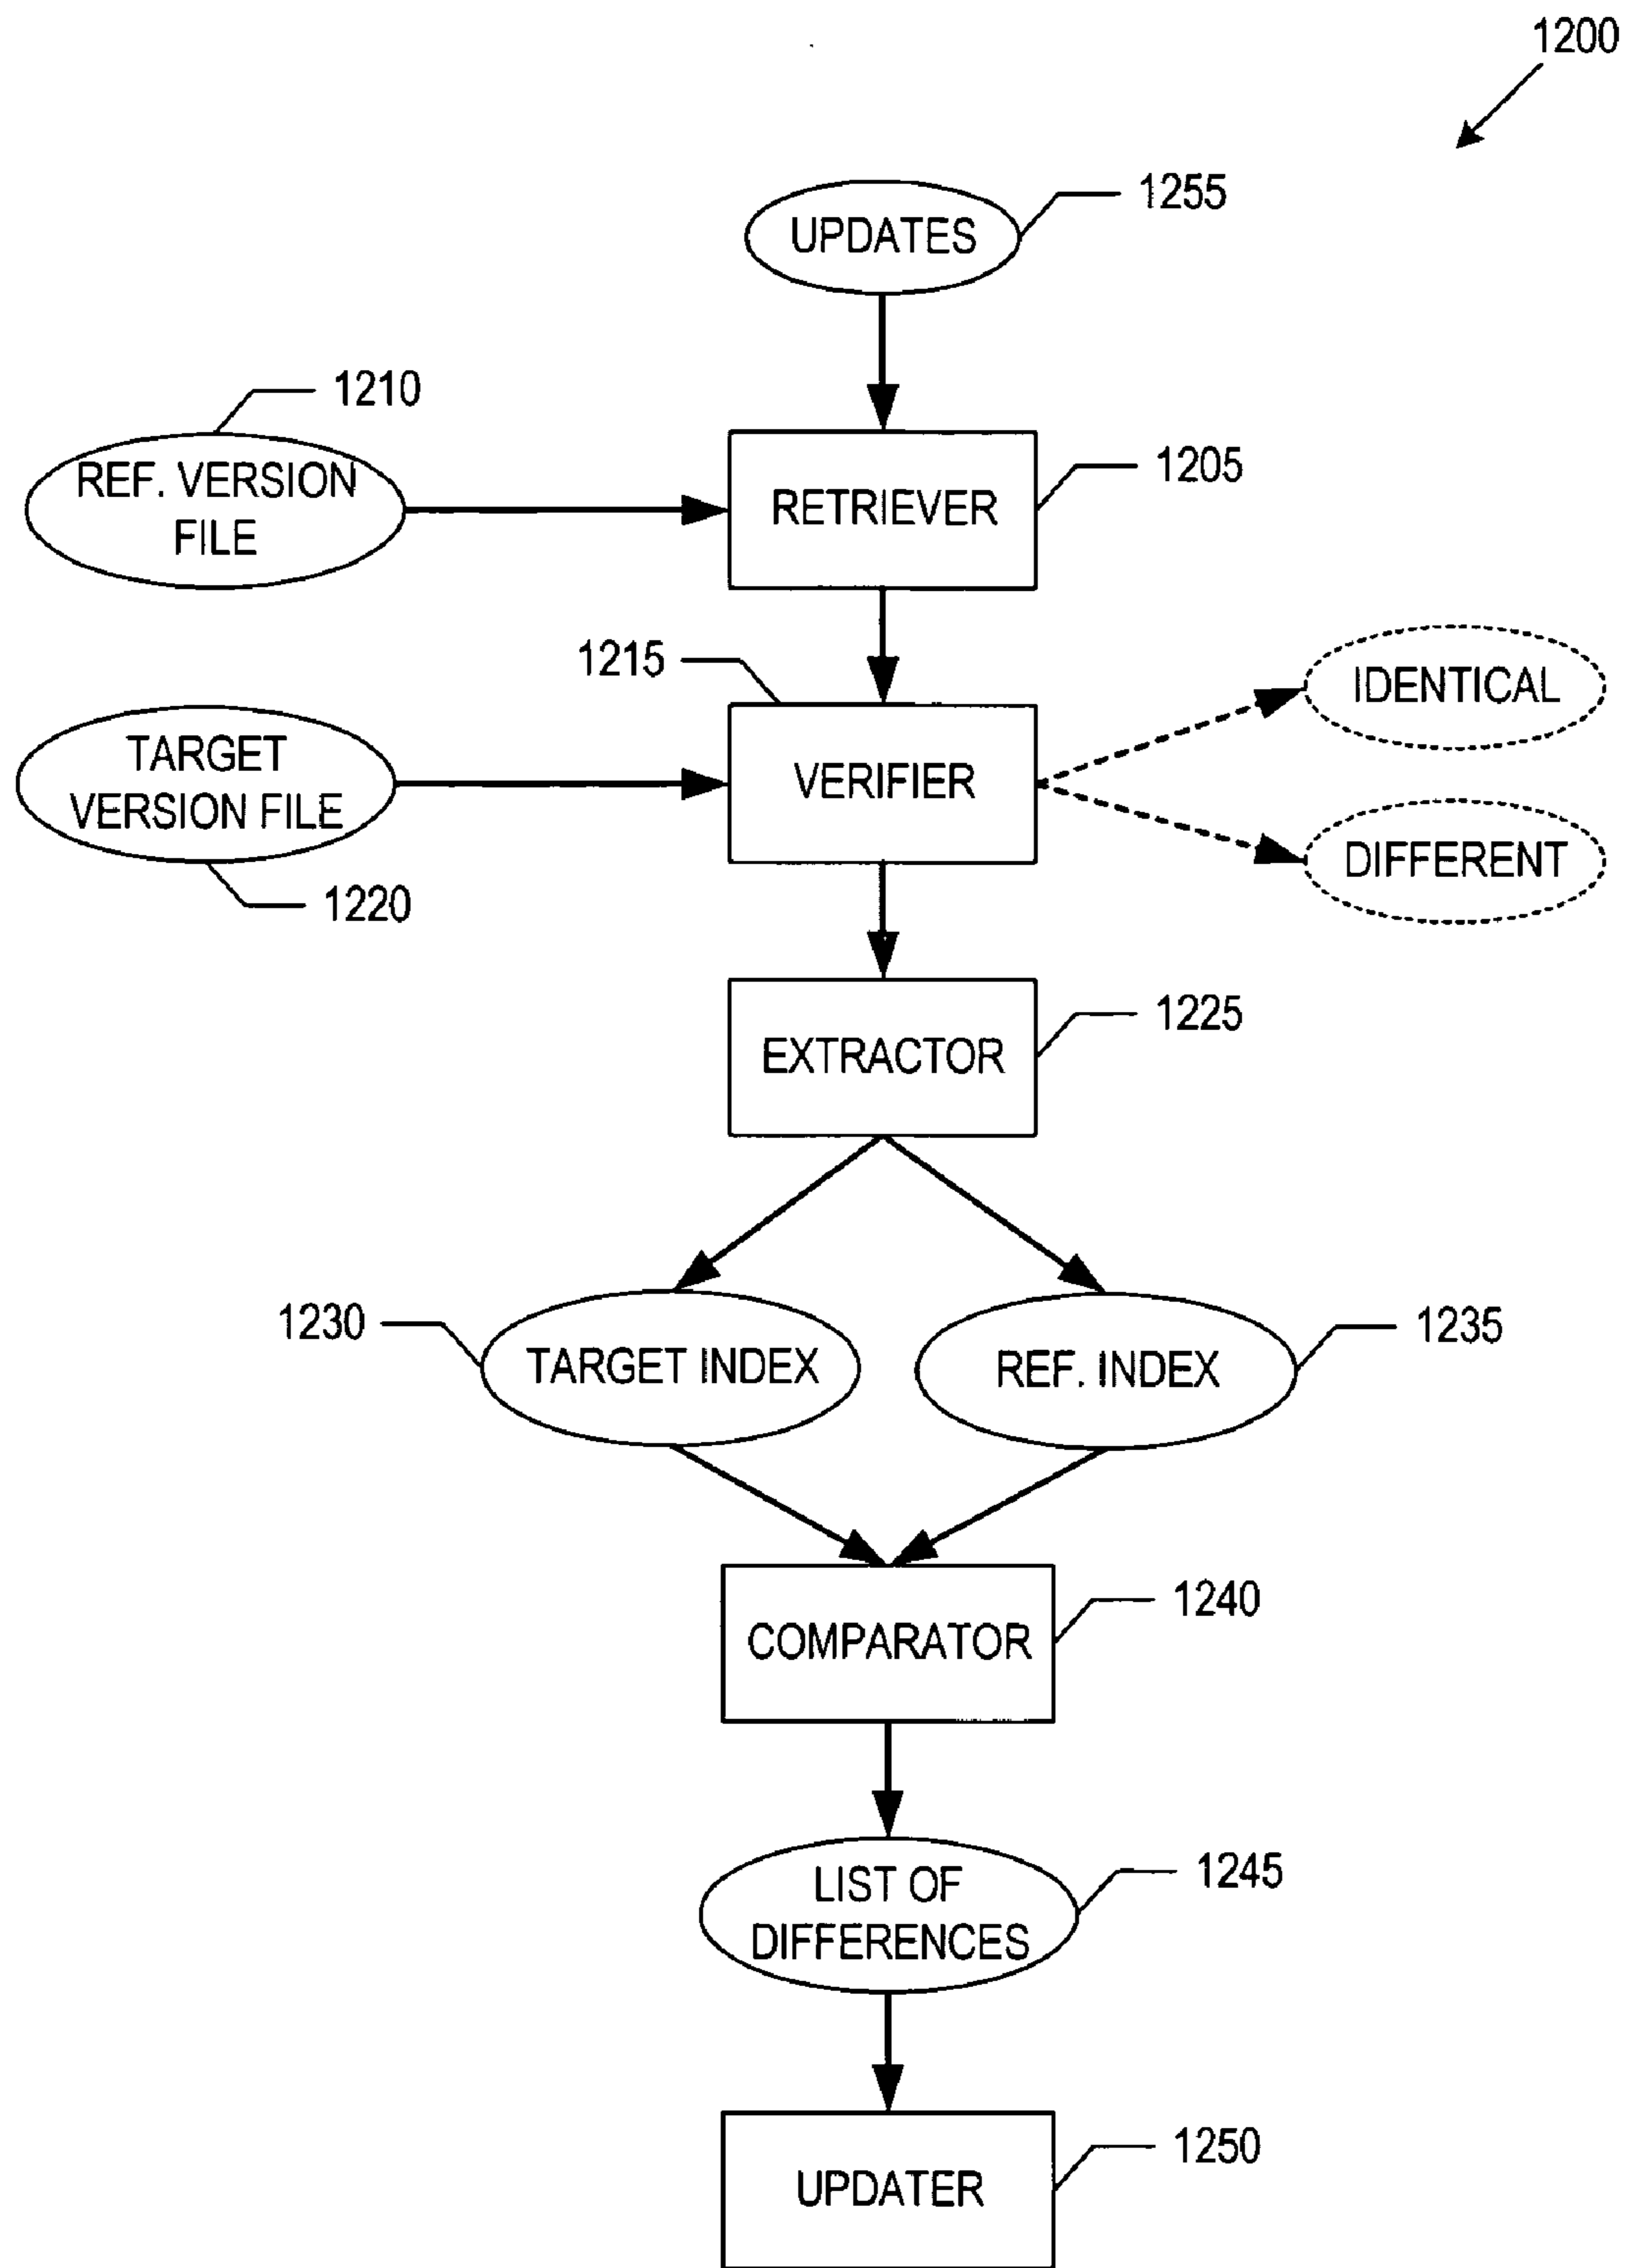 1200
1255
UPDATES
1210
REF. VERSION
FILE
1205
RETRIEVER
1215
IDENTICAL
TARGET
VERSION FILE
VERIFIER
DIFFERENT
1220
1225
EXTRACTOR
1230
1235
TARGET INDEX
REF. INDEX
1240
COMPARATOR
1245
LIST OF
DIFFERENCES
1250
UPDATER